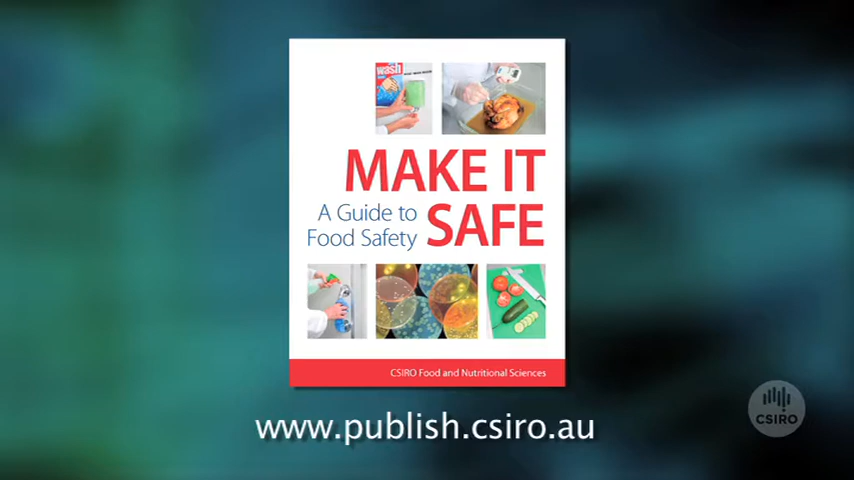 wash
MAKE IT
A Guide to
Food Safety
SAFE
CSIRO Food and Nutritional Sciences
CSIRO
www.publish.csiro.au